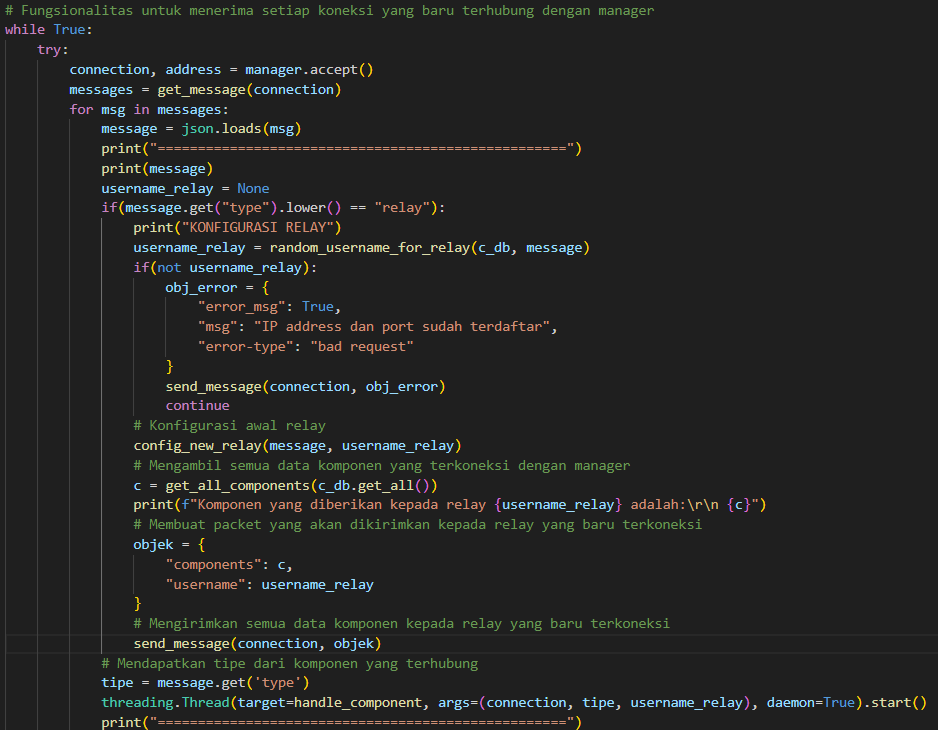 # Fungsionalitas untuk menerima setiap koneksi yang baru terhubung dengan manager
while True:
    try:
        connection, address = manager.accept()
        messages = get_message(connection)
        for msg in messages:
            message = json.loads(msg)
            print("===================================================")
            print(message)
            username_relay = None
            if(message.get("type").lower() == "relay"):
                print("KONFIGURASI RELAY")
                username_relay = random_username_for_relay(c_db, message)
                if(not username_relay):
                    obj_error = {
                        "error_msg": True,
                        "msg": "IP address dan port sudah terdaftar",
                        "error-type": "bad request"
                    }
                    send_message(connection, obj_error)
                    continue
                # Konfigurasi awal relay
                config_new_relay(message, username_relay)
                # Mengambil semua data komponen yang terkoneksi dengan manager
                c = get_all_components(c_db.get_all())
                print(f"Komponen yang diberikan kepada relay {username_relay} adalah:\r\n {c}")
                # Membuat packet yang akan dikirimkan kepada relay yang baru terkoneksi
                objek = {
                    "components": c,
                    "username": username_relay
                }
                # Mengirimkan semua data komponen kepada relay yang baru terkoneksi
                send_message(connection, objek)
            # Mendapatkan tipe dari komponen yang terhubung
            tipe = message.get('type')
            threading.Thread(target=handle_component, args=(connection, tipe, username_relay), daemon=True).start()
            print("===================================================")